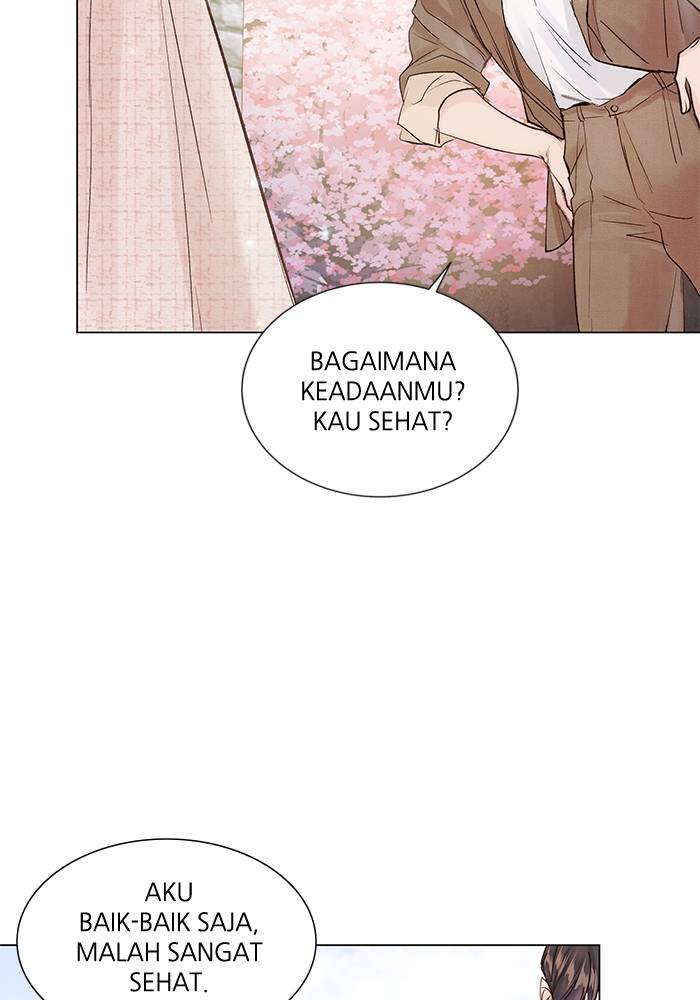 BAGAIMANA
KEADAANMU?
KAU SEHAT?
AKU
BAIK-BAIK SAJA,
MALAH SANGAT
SEHAT.